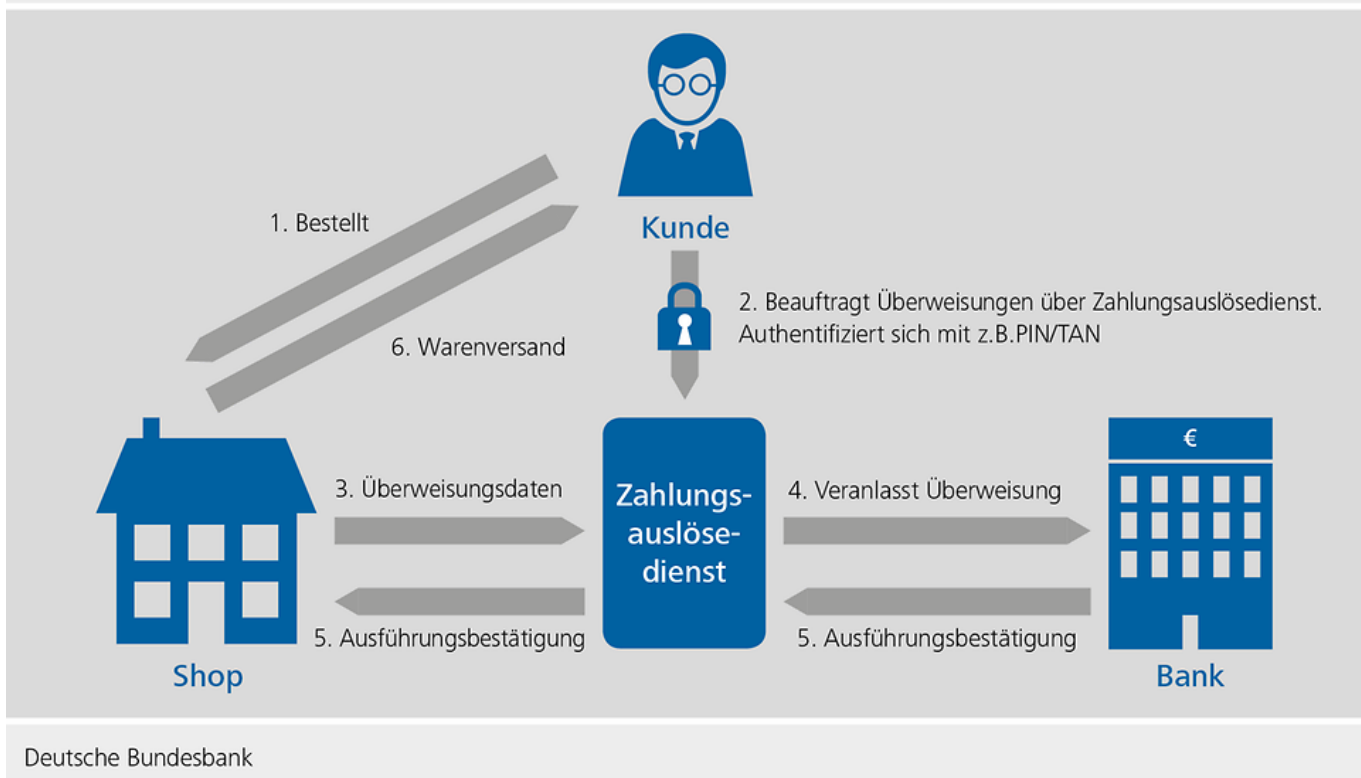 Kunde
1. Bestellt
6. Warenversand
2. Beauftragt Überweisungen über Zahlungsauslösedienst.
Authentifiziert sich mit z.B.PIN/TAN
€
3. Überweisungsdaten
Zahlungs-
auslöse-
dienst
4. Veranlasst Überweisung
5. Ausführungsbestätigung
5. Ausführungsbestätigung
Shop
Bank
Deutsche Bundesbank